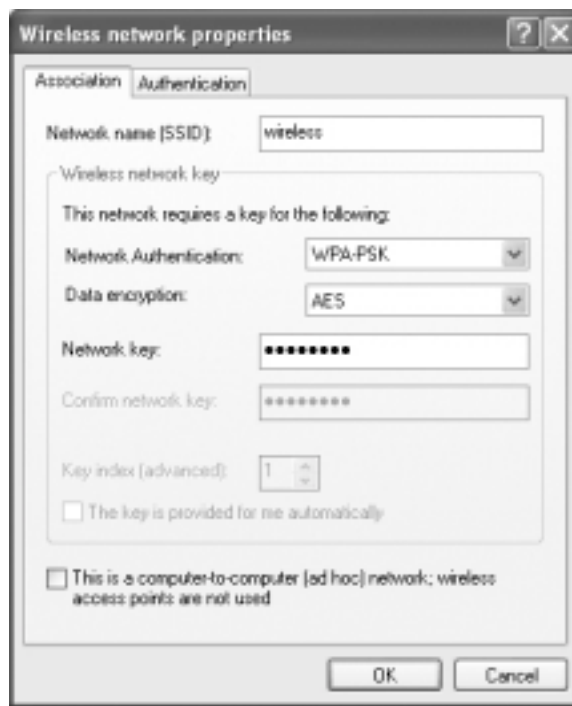 Wireless network properties
Association Authentication
Network name (SSID): wireless
Wireless network key
This network requires a key for the following:
Network Authentication: WPA-PSK
Data encryption: AES
Network key: ••••••••
Confirm network key: ••••••••
Key index (advanced): 1
The key is provided for me automatically
This is a computer-to-computer (ad hoc) network; wireless
access points are not used
OK Cancel